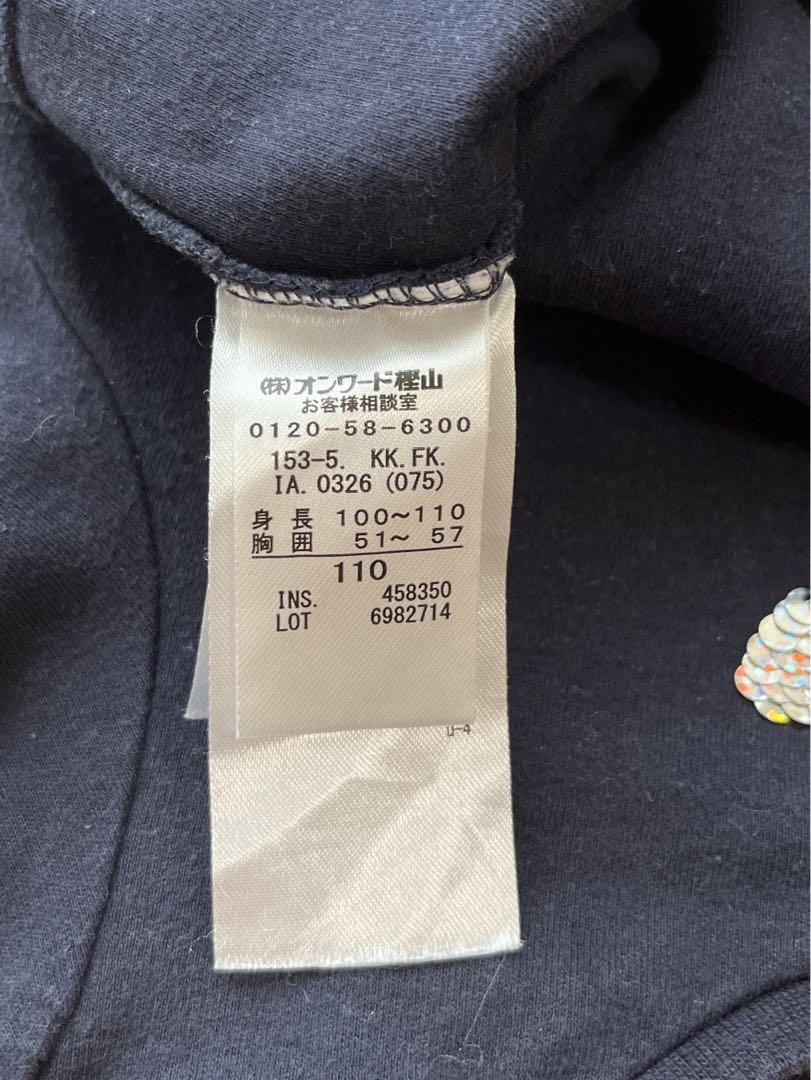 (株)オンワード樫山
お客様相談室
0120-58-6300
153-5. KK. FK.
IA. 0326 (075)
身長 100~110
胸囲 51~ 57
110
INS. 458350
LOT 6982714
U-4